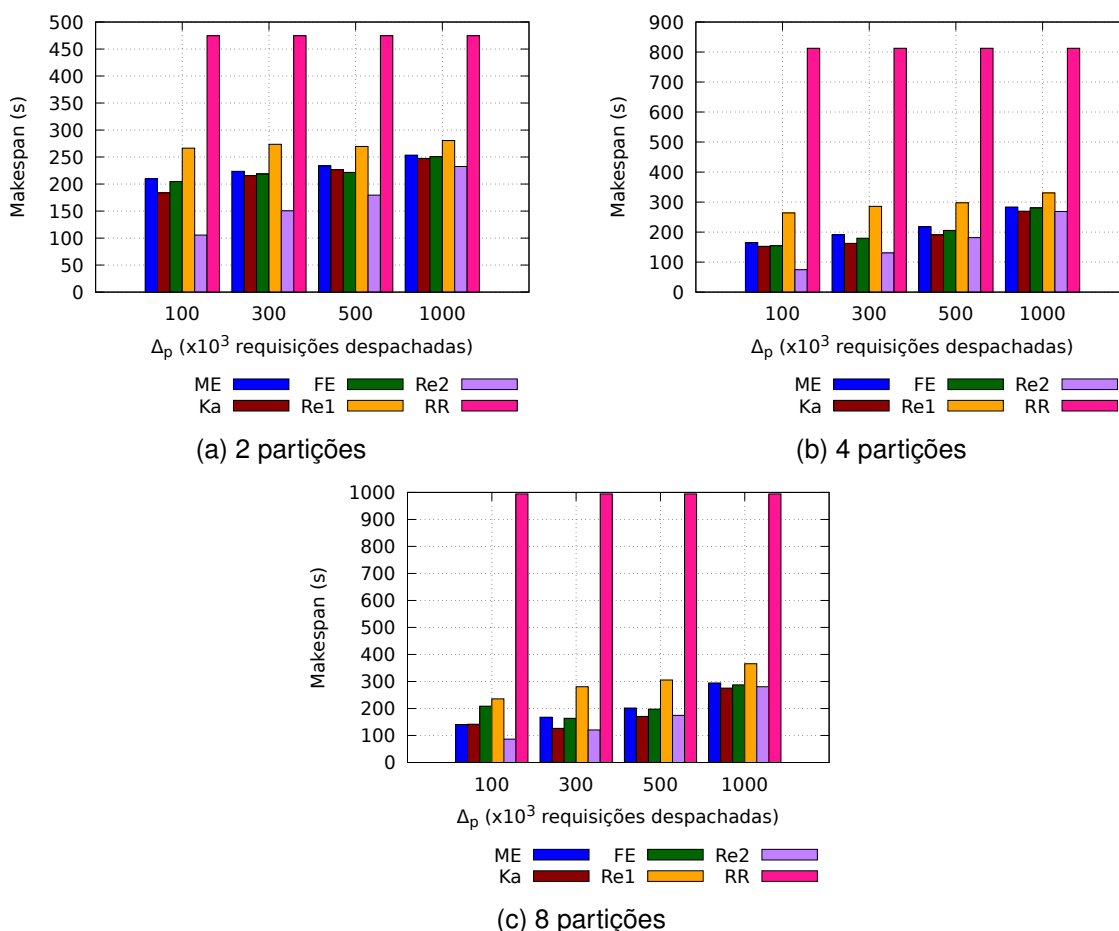 Makespan (s)
500
450
400
350
300
250
200
150
100
50
0
100 300 500 1000
Δp (x10³ requisições despachadas)
ME FE Re2
Ka Re1 RR
(a) 2 partições
Makespan (s)
900
800
700
600
500
400
300
200
100
0
100 300 500 1000
Δp (x10³ requisições despachadas)
ME FE Re2
Ka Re1 RR
(b) 4 partições
Makespan (s)
1000
900
800
700
600
500
400
300
200
100
0
100 300 500 1000
Δp (x10³ requisições despachadas)
ME FE Re2
Ka Re1 RR
(c) 8 partições